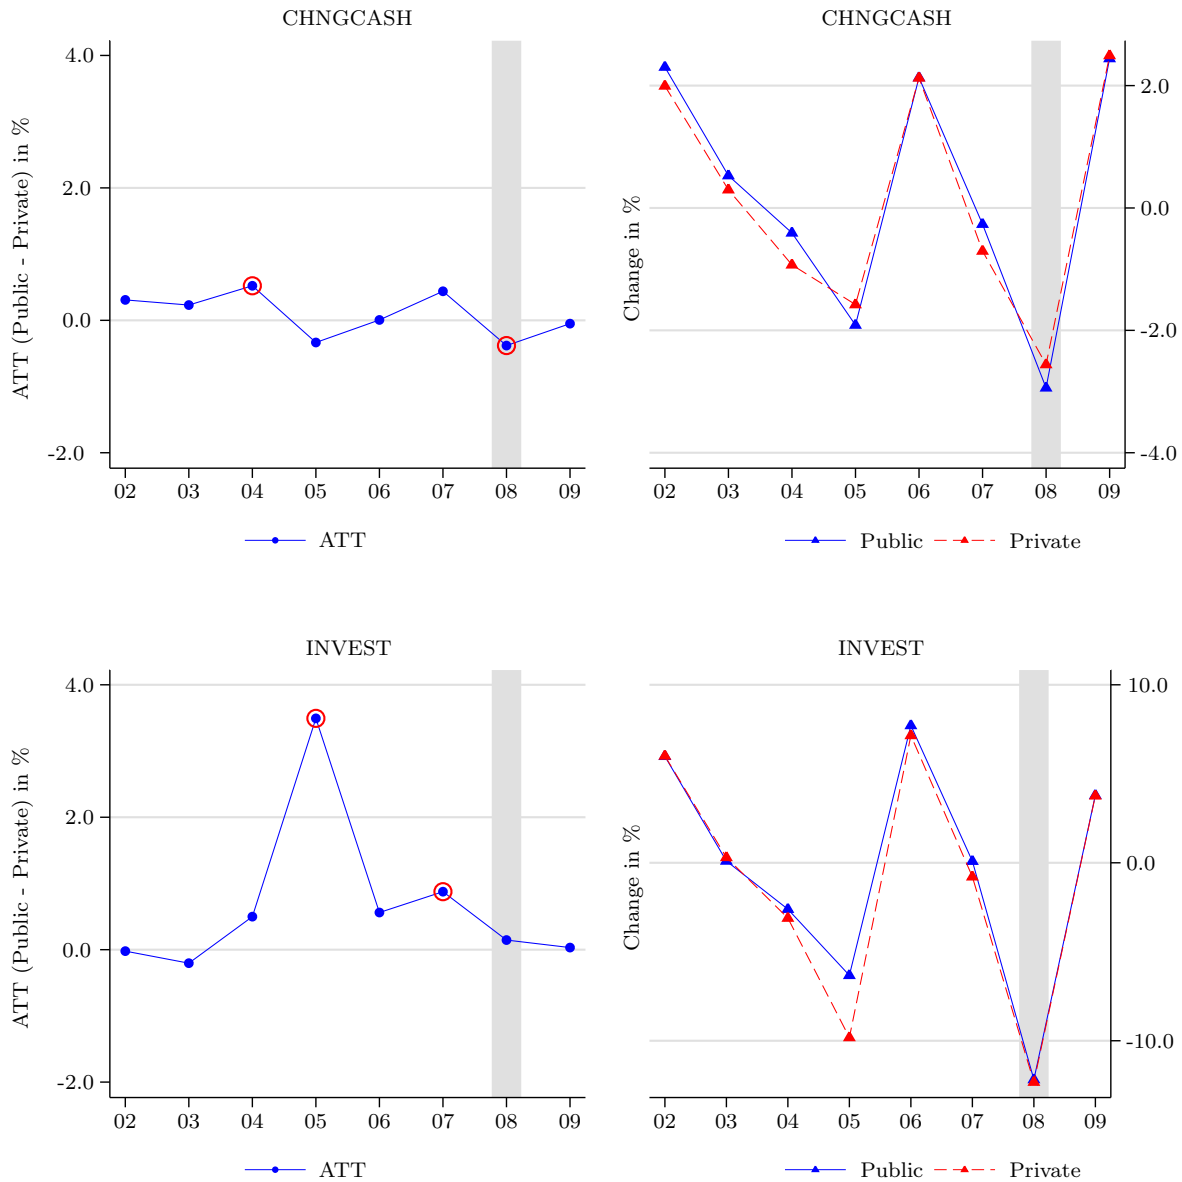 CHNGCASH
ATT (Public - Private) in %
4.0
2.0
0.0
-2.0
02 03 04 05 06 07 08 09
ATT
CHNGCASH
Change in %
2.0
0.0
-2.0
-4.0
02 03 04 05 06 07 08 09
Public Private
INVEST
ATT (Public - Private) in %
4.0
2.0
0.0
-2.0
02 03 04 05 06 07 08 09
ATT
INVEST
Change in %
10.0
0.0
-10.0
02 03 04 05 06 07 08 09
Public Private